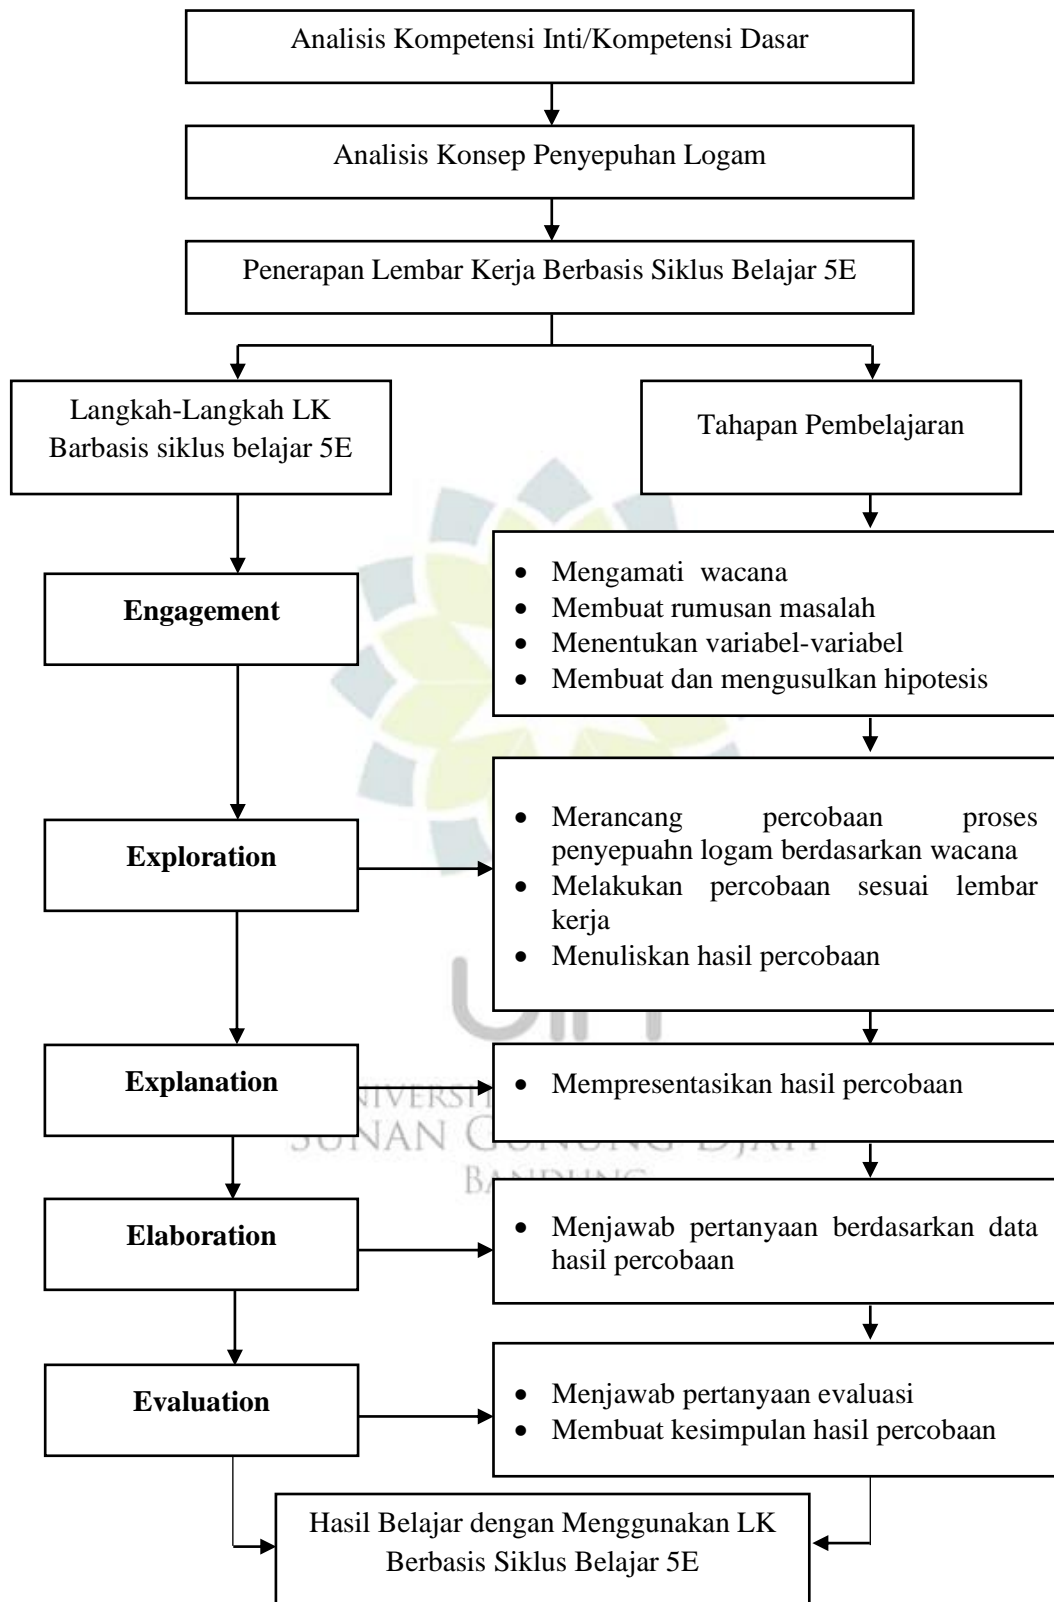 Analisis Kompetensi Inti/Kompetensi Dasar
Analisis Konsep Penyepuhan Logam
Penerapan Lembar Kerja Berbasis Siklus Belajar 5E
Langkah-Langkah LK
Barbasis siklus belajar 5E
Tahapan Pembelajaran
Engagement
• Mengamati wacana
• Membuat rumusan masalah
• Menentukan variabel-variabel
• Membuat dan mengusulkan hipotesis
Exploration
• Merancang percobaan proses
penyepuahn logam berdasarkan wacana
• Melakukan percobaan sesuai lembar
kerja
• Menuliskan hasil percobaan
Explanation
• Mempresentasikan hasil percobaan
SUNAN GUNUNG DJATI
BANDUNG
Elaboration
• Menjawab pertanyaan berdasarkan data
hasil percobaan
Evaluation
• Menjawab pertanyaan evaluasi
• Membuat kesimpulan hasil percobaan
Hasil Belajar dengan Menggunakan LK
Berbasis Siklus Belajar 5E